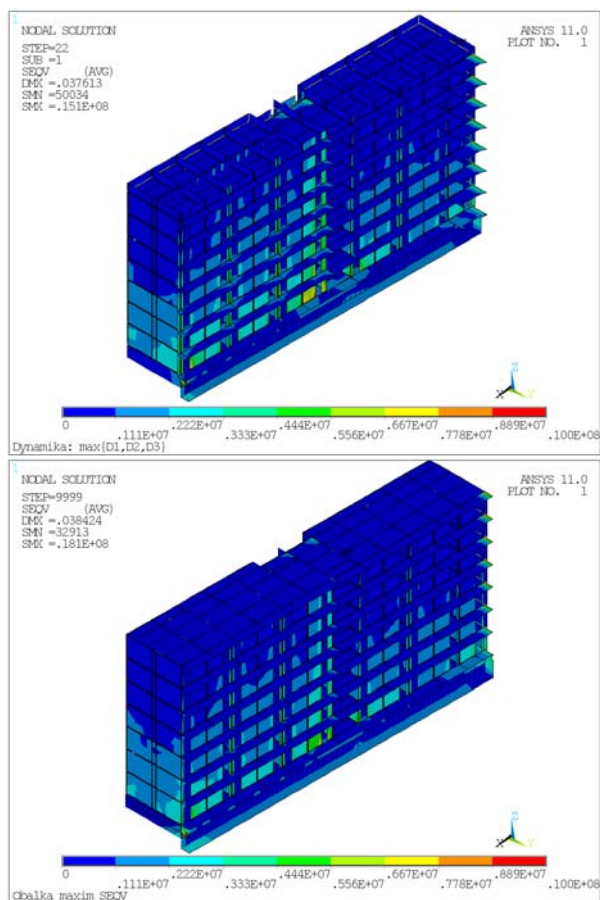 1
NODAL SOLUTION
STEP=22
SUB =1
SEQV (AVG)
DMX =.037613
SMN =50034
SMX =.151E+08
ANSYS 11.0
PLOT NO. 1
Z
X
Y
0 .111E+07 .222E+07 .333E+07 .444E+07 .556E+07 .667E+07 .778E+07 .889E+07 .100E+08
Dynamika: max{D1,D2,D3}
1
NODAL SOLUTION
STEP=9999
SEQV (AVG)
DMX =.038424
SMN =32913
SMX =.181E+08
ANSYS 11.0
PLOT NO. 1
Z
X
Y
0 .111E+07 .222E+07 .333E+07 .444E+07 .556E+07 .667E+07 .778E+07 .889E+07 .100E+08
Obalka maxim SEQV